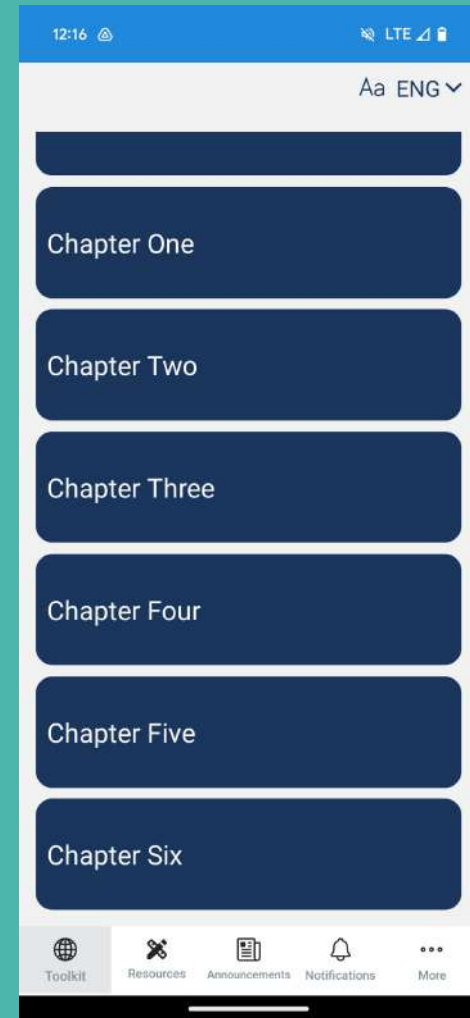 12:16 LTE
Aa ENG
Chapter One
Chapter Two
Chapter Three
Chapter Four
Chapter Five
Chapter Six
Toolkit Resources Announcements Notifications More